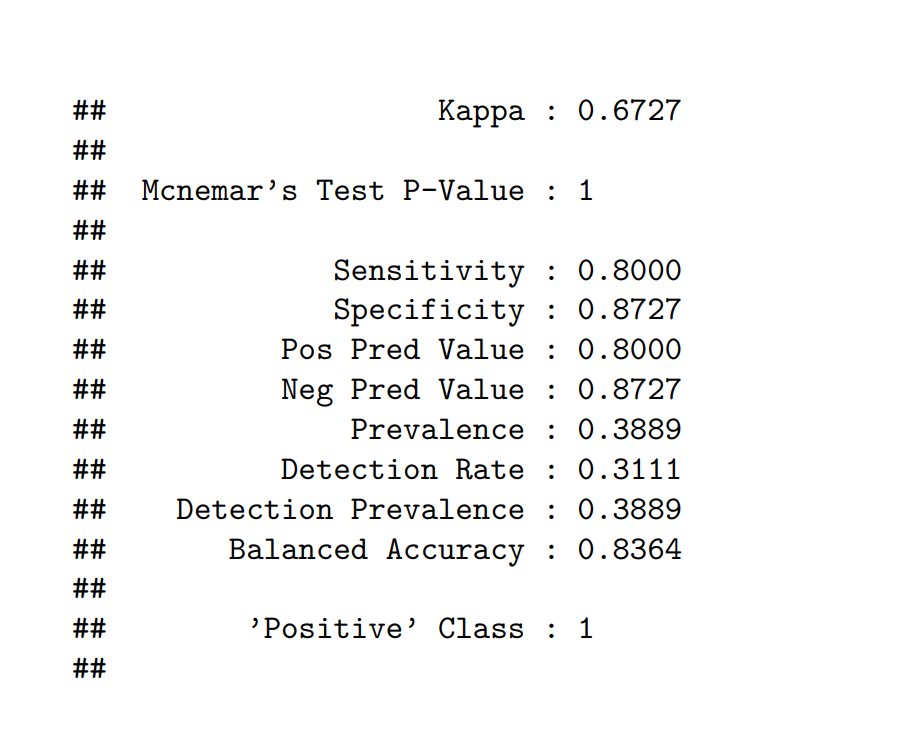 ## Kappa : 0.6727
##
## Mcnemar’s Test P-Value : 1
##
## Sensitivity : 0.8000
## Specificity : 0.8727
## Pos Pred Value : 0.8000
## Neg Pred Value : 0.8727
## Prevalence : 0.3889
## Detection Rate : 0.3111
## Detection Prevalence : 0.3889
## Balanced Accuracy : 0.8364
##
## ’Positive’ Class : 1
##